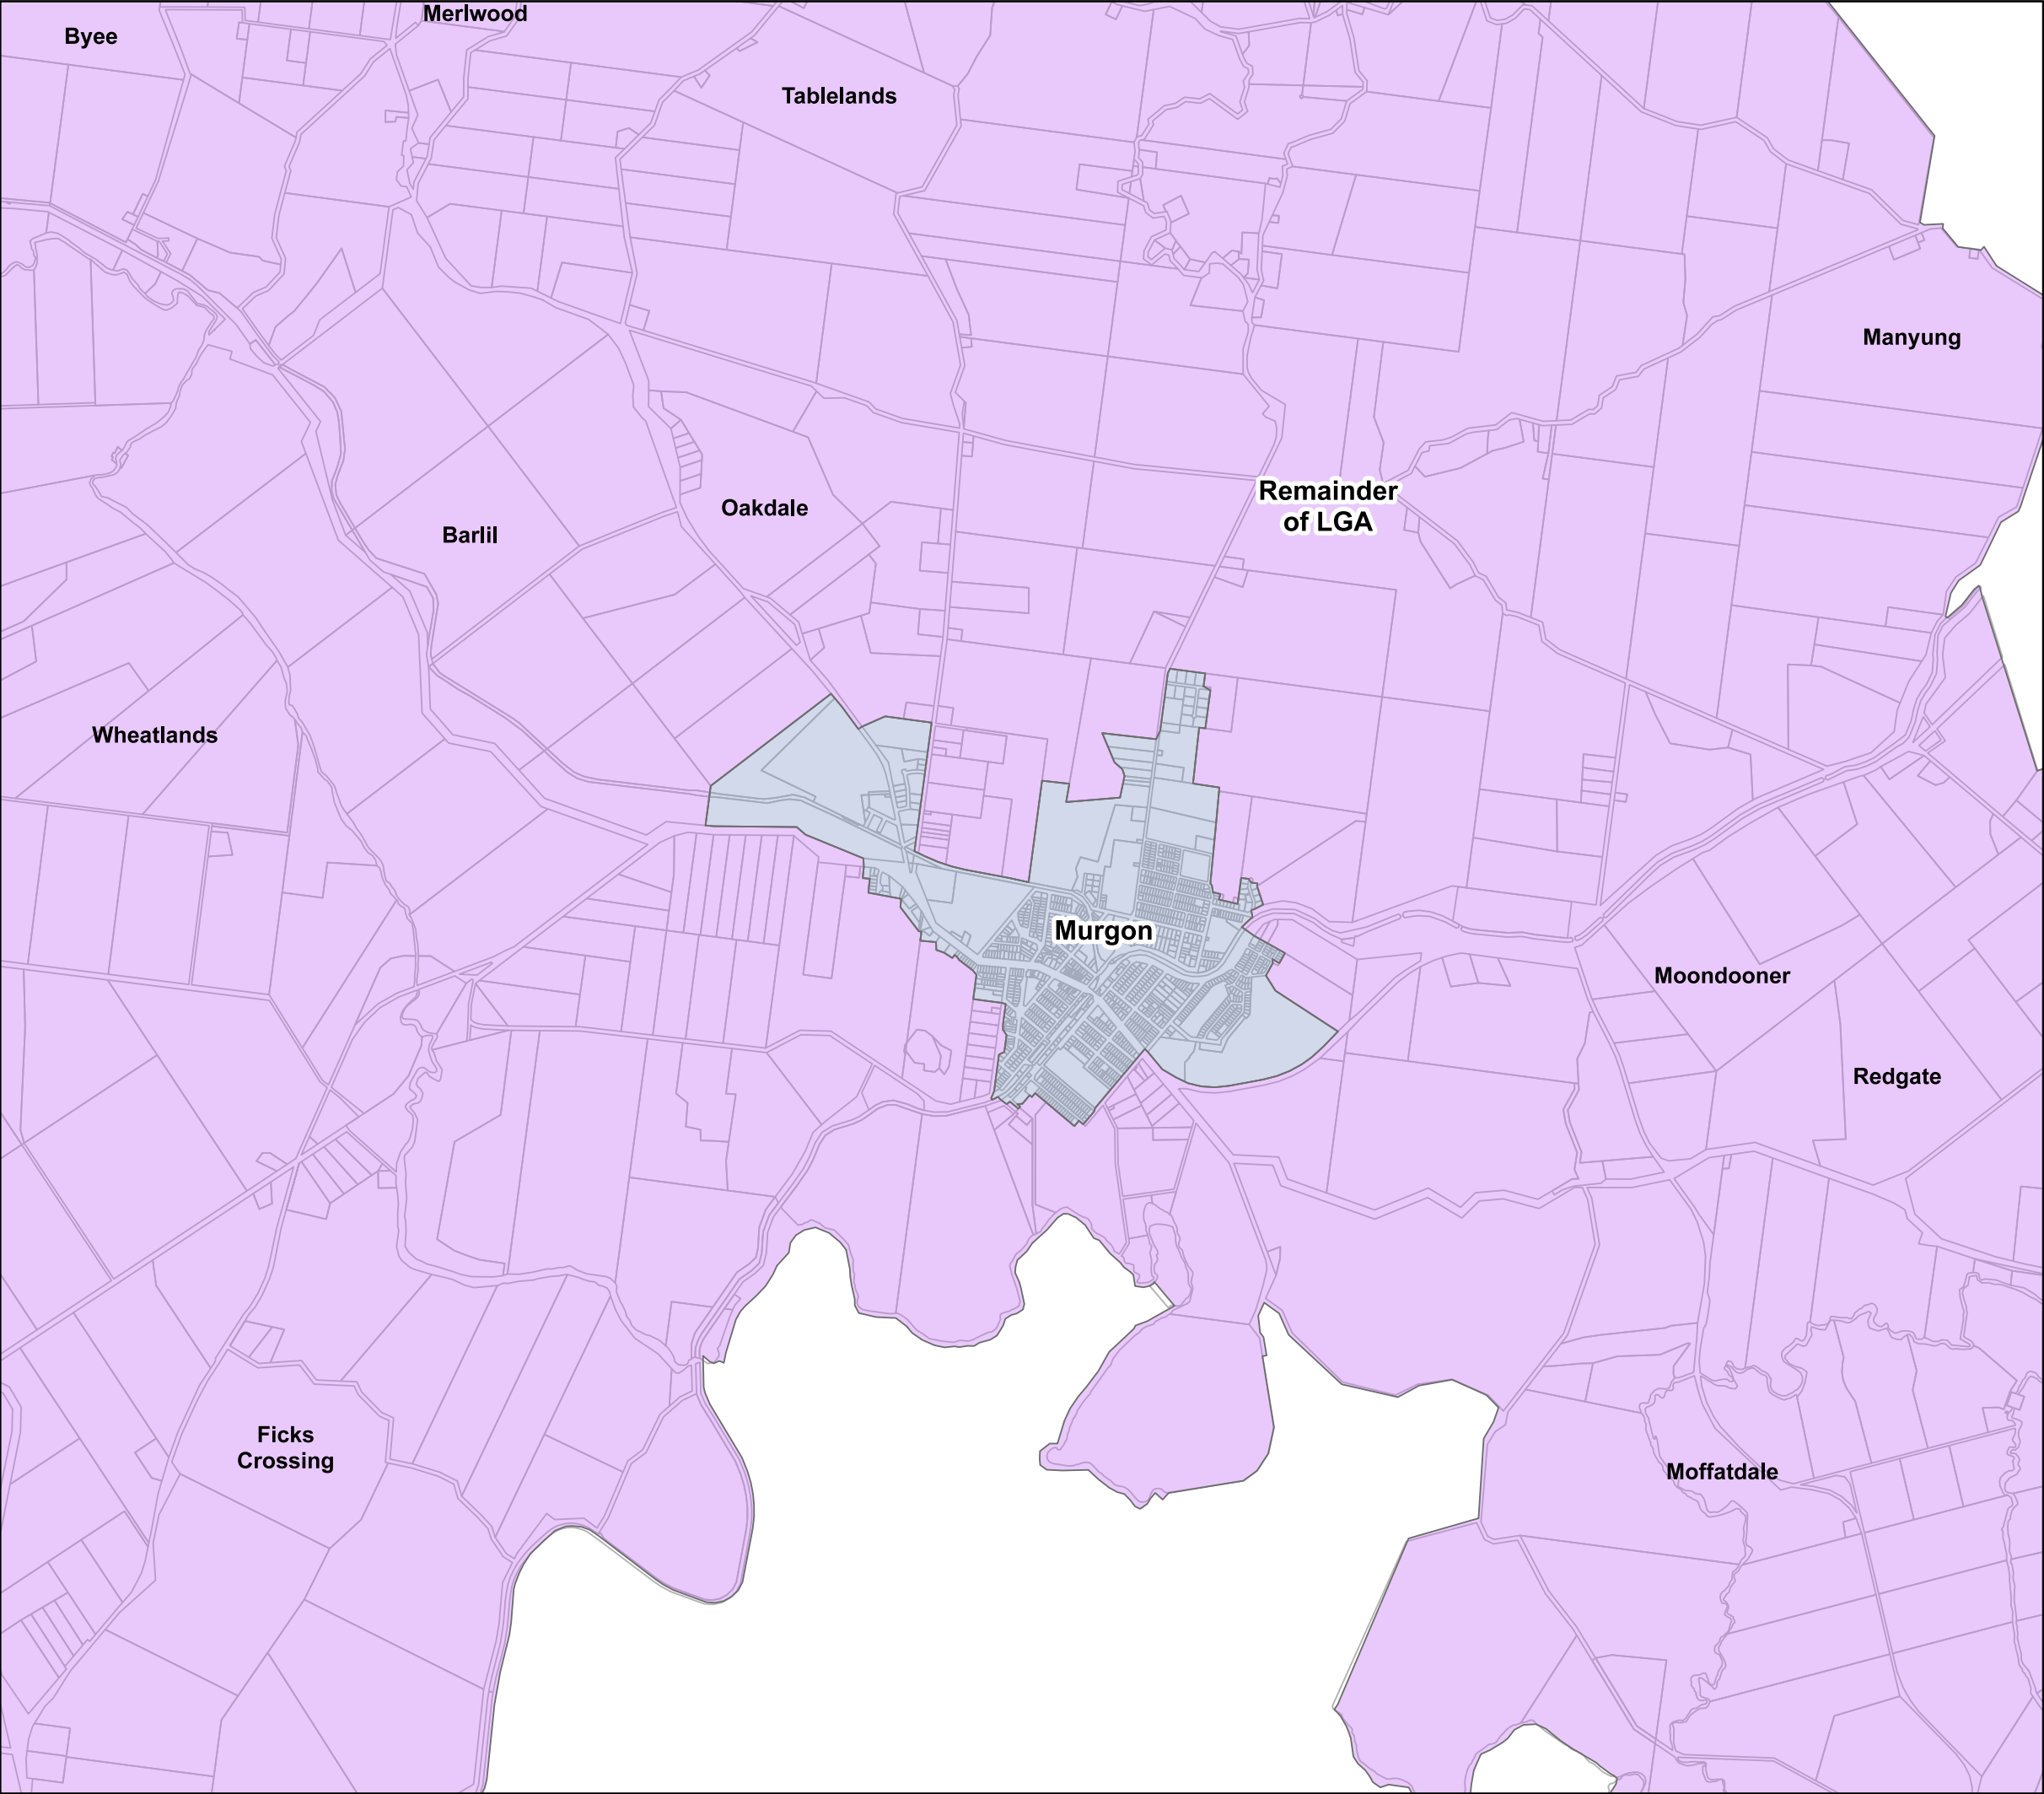 Merlwood
Byee
Tablelands
Manyung
Remainder
of LGA
Oakdale
Barlil
Wheatlands
Murgon
Moondooner
Redgate
Ficks
Crossing
Moffatdale